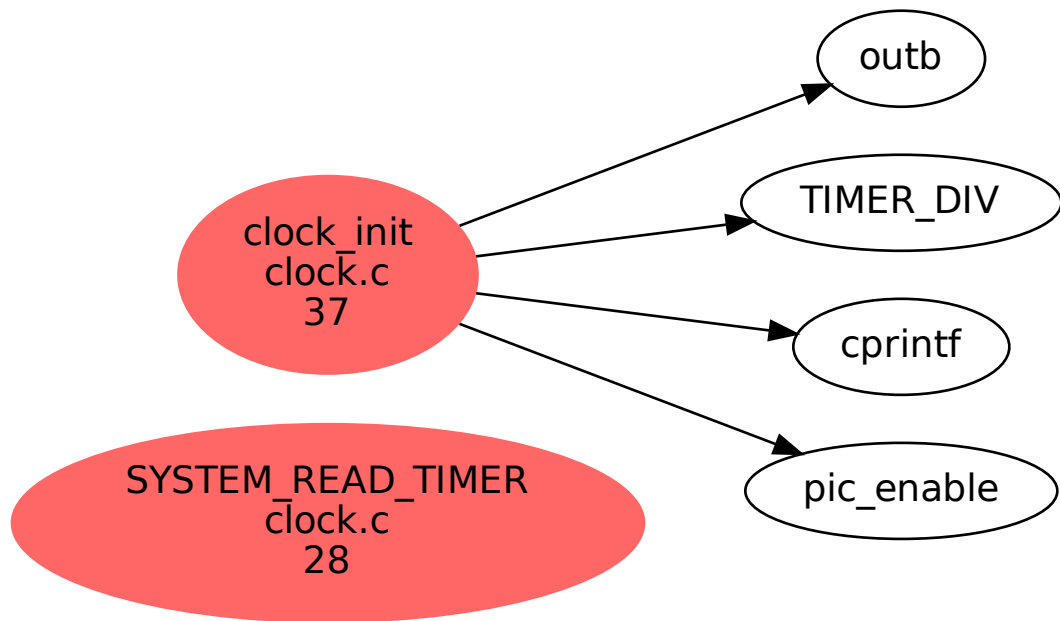 clock_init
clock.c
37
SYSTEM_READ_TIMER
clock.c
28
outb
TIMER_DIV
cprintf
pic_enable